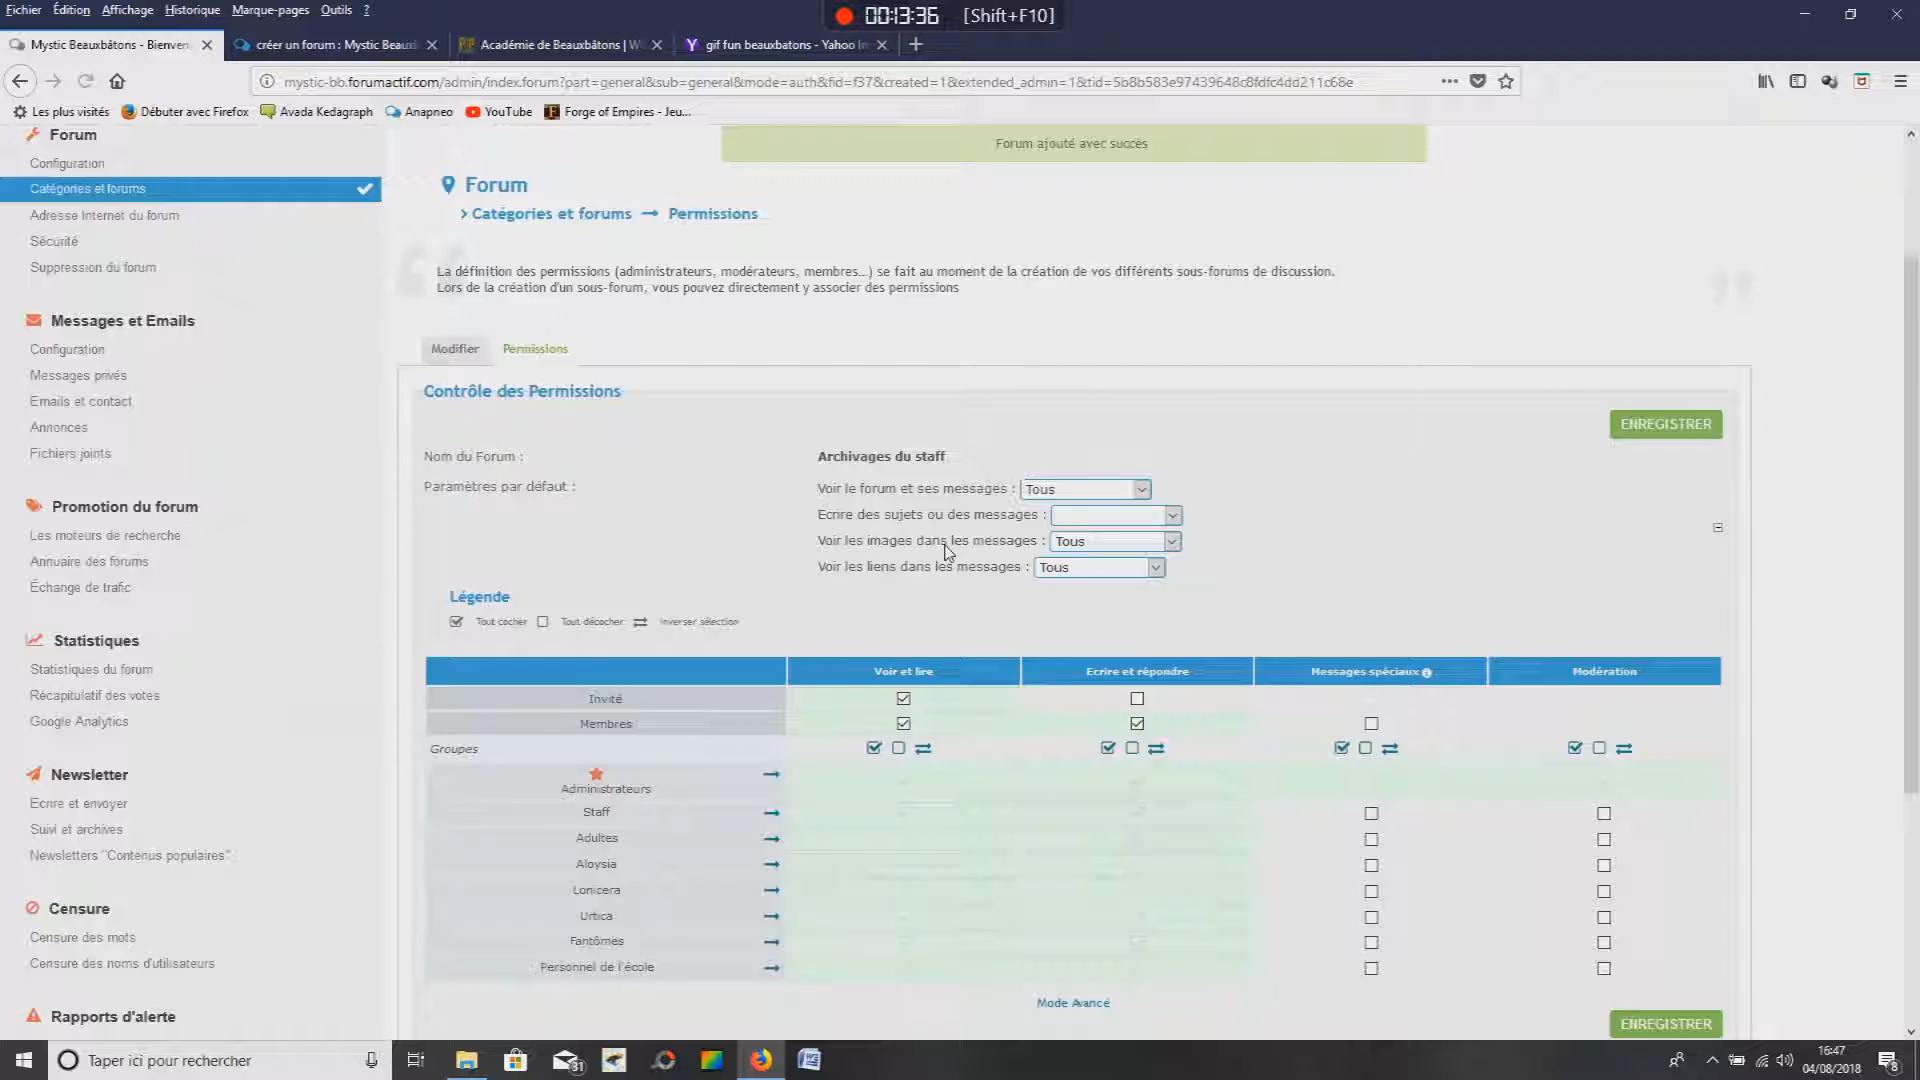 Fichier Édition Affichage Historique Marque-pages Outils ?
00:13:36 [Shift+F10]
Mystic Beauxbâtons - Bienven
créer un forum : Mystic Beaux
Académie de Beauxbâtons | W
gif fun beauxbatons - Yahoo
mystic-bb.forumactif.com/admin/index.forum?part=general&sub=general&mode=auth&fid=f37&created=1&extended_admin=1&tid=5b8b583e97439648c8fdfc4dd211c68e
Les plus visités Débuter avec Firefox Avada Kedagraph Anapneo YouTube Forge of Empires - Jeu...
Forum
Configuration
Catégories et forums
Adresse Internet du forum
Sécurité
Suppression du forum
Messages et Emails
Configuration
Messages privés
Emails et contact
Annonces
Fichiers joints
Promotion du forum
Les moteurs de recherche
Annuaire des forums
Échange de trafic
Statistiques
Statistiques du forum
Récapitulatif des votes
Google Analytics
Newsletter
Ecrire et envoyer
Suivi et archives
Newsletters "Contenus populaires"
Censure
Censure des mots
Censure des noms d'utilisateurs
Rapports d'alerte
Forum ajouté avec succès
Forum
Catégories et forums → Permissions
La définition des permissions (administrateurs, modérateurs, membres...) se fait au moment de la création de vos différents sous-forums de discussion.
Lors de la création d'un sous-forum, vous pouvez directement y associer des permissions
Modifier Permissions
Contrôle des Permissions
ENREGISTRER
Nom du Forum : Archivages du staff
Paramètres par défaut : Voir le forum et ses messages : Tous
Ecrire des sujets ou des messages :
Voir les images dans les messages : Tous
Voir les liens dans les messages : Tous
Légende
Tout cocher Tout décocher Inverser sélection
Voir et lire Ecrire et répondre Messages spéciaux Modération
Invité
Membres
Groupes
Administrateurs
Staff
Adultes
Aloysia
Lonicera
Urtica
Fantômes
Personnel de l'école
Mode Avancé
ENREGISTRER
Taper ici pour rechercher
31
16:47
04/08/2018
8